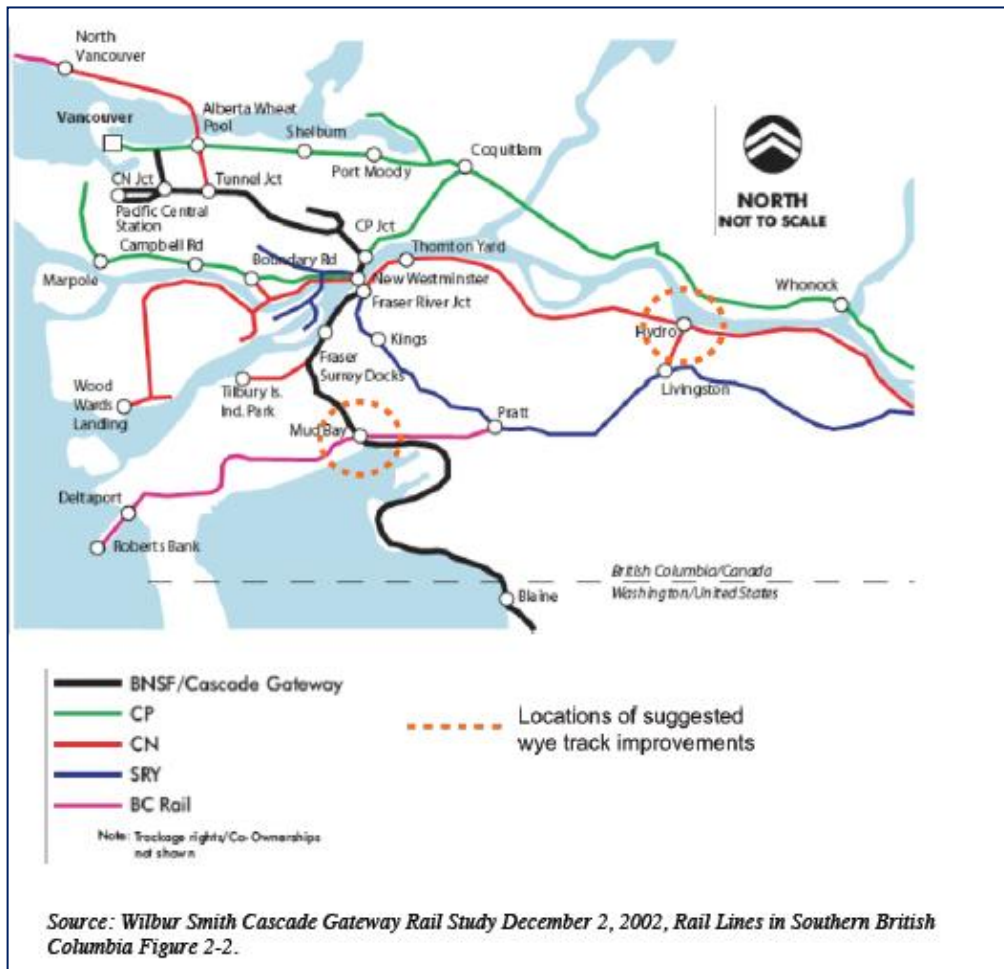 North
Vancouver
Vancouver
Alberta Wheat
Pool
Shelburn
Port Moody
Coquitlam
NORTH
NOT TO SCALE
CN Jct
Tunnel Jct
Pacific Central
Station
Campbell Rd
CP Jct
Thornton Yard
Marpole
Boundary Rd
New Westminster
Fraser River Jct
Whonock
Hydro
Kings
Fraser
Surrey Docks
Livingston
Wood
Wards
Landing
Tilbury Is.
Ind. Park
Pratt
Mud Bay
Deltaport
Roberts Bank
British Columbia/Canada
Washington/United States
Blaine
BNSF/Cascade Gateway
CP
CN
SRY
BC Rail
Note: Trackage rights/Co-Ownerships
not shown
Locations of suggested
wye track improvements
Source: Wilbur Smith Cascade Gateway Rail Study December 2, 2002, Rail Lines in Southern British
Columbia Figure 2-2.